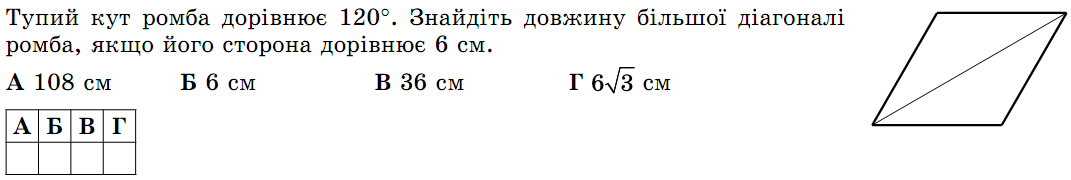 Тупий кут ромба дорівнює 120°. Знайдіть довжину більшої діагоналі
ромба, якщо його сторона дорівнює 6 см.
А 108 см Б 6 см В 36 см Г 6√3 см
А Б В Г